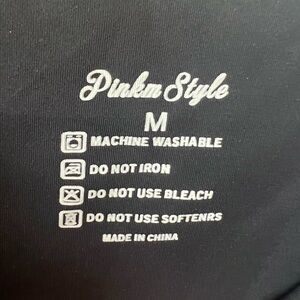 Pinkm Style
M
MACHINE WASHABLE
DO NOT IRON
DO NOT USE BLEACH
DO NOT USE SOFTENRS
MADE IN CHINA